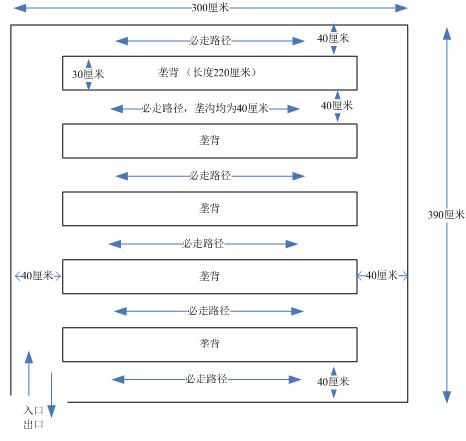 300厘米
必走路径
40厘米
30厘米
垄背 （长度220厘米）
必走路径，垄沟均为40厘米
40厘米
垄背
必走路径
垄背
390厘米
必走路径
40厘米
垄背
40厘米
必走路径
垄背
必走路径
40厘米
入口
出口